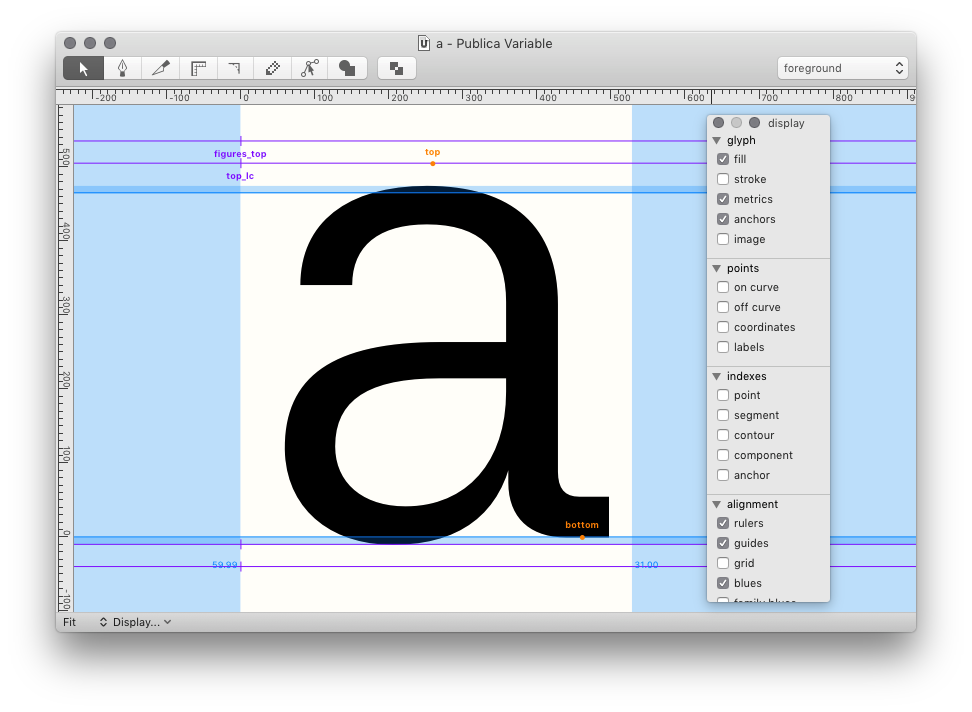 a - Publica Variable
foreground
-200 -100 0 100 200 300 400 500 600 700 800 9
500
400
300
200
100
0
-100
figures_top
top
top_lc
a
bottom
59.99
31.00
display
glyph
fill
stroke
metrics
anchors
image
points
on curve
off curve
coordinates
labels
indexes
point
segment
contour
component
anchor
alignment
rulers
guides
grid
blues
family blues
Fit
Display...